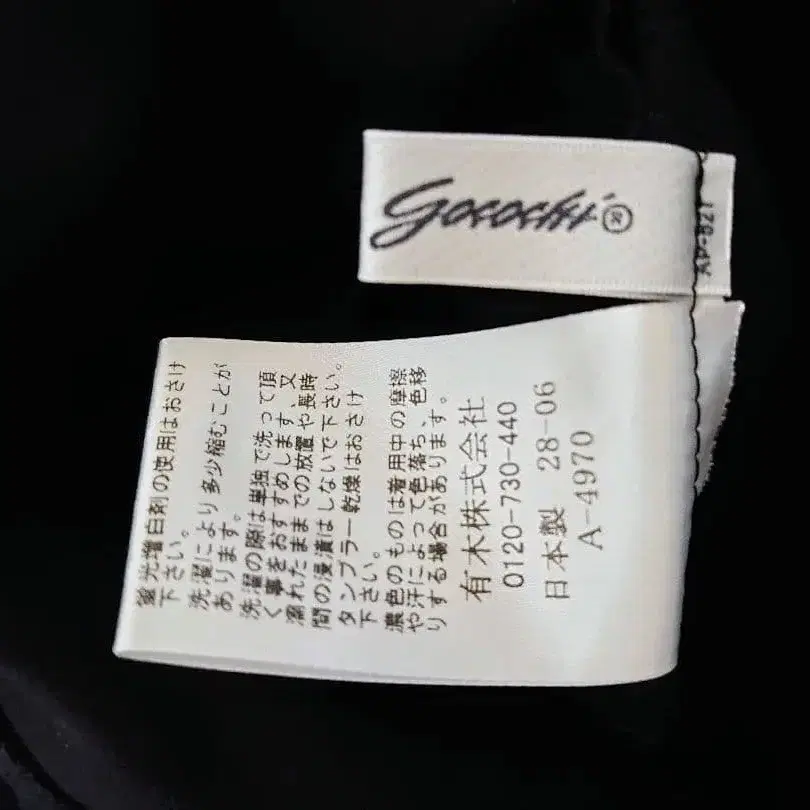 gocochi®
AP-821
蛍光増白剤の使用はおさけ
下さい。
洗濯により多少縮むことが
あります。
洗濯の際は単独で洗って頂
く事をおすすめします、又
濡れたままでの放置や、長時
間の浸漬はしないで下さい。
タンブラー乾燥はおさけ
下さい。
濃色のものは着用中の摩擦
や汗によって色落ち、色移
りする場合があります。
有木株式会社
0120-730-440
日本製 28-06
A-4970